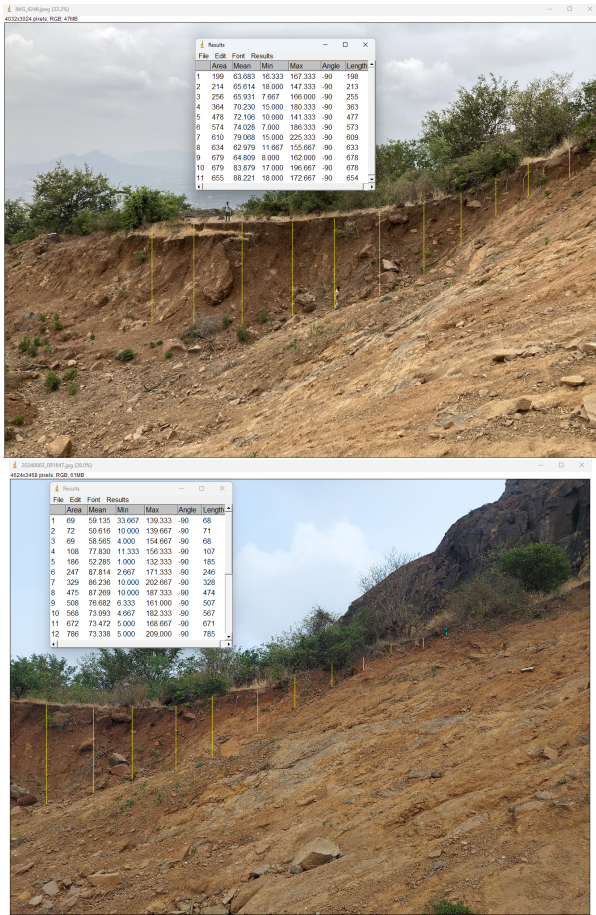 IMG_4246.jpeg (33.3%)
4032x3024 pixels; RGB; 47MB
Results
File Edit Font Results
Area Mean Min Max Angle Length
1 199 63.683 16.333 167.333 -90 198
2 214 65.614 18.000 147.333 -90 213
3 256 65.931 7.667 166.000 -90 255
4 364 70.230 15.000 180.333 -90 363
5 478 72.106 10.000 141.333 -90 477
6 574 74.028 7.000 186.333 -90 573
7 610 79.068 15.000 225.333 -90 609
8 634 62.979 11.667 155.667 -90 633
9 679 64.809 8.000 162.000 -90 678
10 679 83.879 17.000 196.667 -90 678
11 655 88.221 18.000 172.667 -90 654
4624x3468 pixels; RGB; 61MB
Results
File Edit Font Results
Area Mean Min Max Angle Length
1 69 59.135 33.667 139.333 -90 68
2 72 50.616 10.000 139.667 -90 71
3 69 58.565 4.000 154.667 -90 68
4 108 77.830 11.333 156.333 -90 107
5 186 52.285 1.000 132.333 -90 185
6 247 87.814 2.667 171.333 -90 246
7 329 86.236 10.000 202.667 -90 328
8 475 87.269 10.000 187.333 -90 474
9 508 76.682 6.333 161.000 -90 507
10 568 73.093 4.667 182.333 -90 567
11 672 73.472 5.000 168.667 -90 671
12 786 73.338 5.000 209.000 -90 785